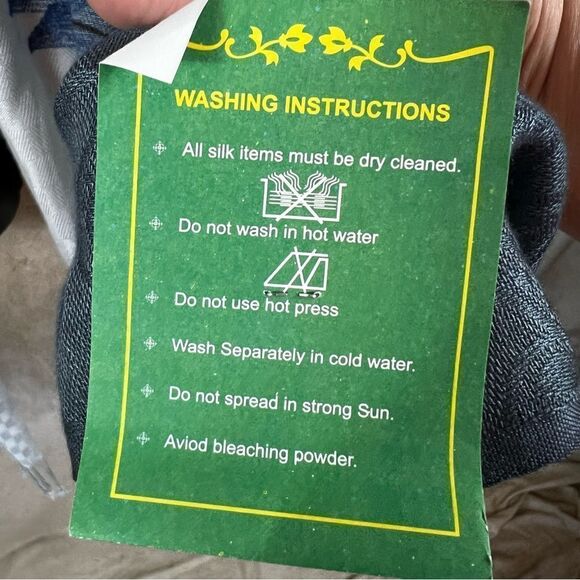 WASHING INSTRUCTIONS
All silk items must be dry cleaned.
Do not wash in hot water
Do not use hot press
Wash Separately in cold water.
Do not spread in strong Sun.
Aviod bleaching powder.